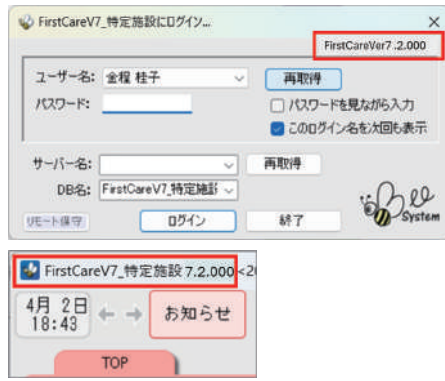 FirstCareV7_特定施設にログイン...
FirstCareVer7.2.000
ユーザー名: 金程 桂子 再取得
パスワード: パスワードを見ながら入力
このログイン名を次回も表示
サーバー名: 再取得
DB名: FirstCareV7_特定施設
リモート保守 ログイン 終了
Bee System
FirstCareV7_特定施設 7.2.000 <2
4月 2日
18:43
お知らせ
TOP